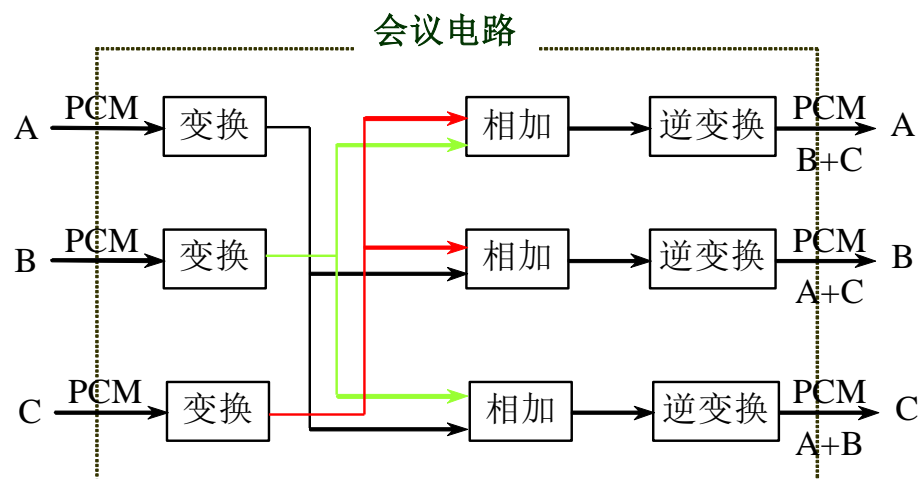 会议电路
A PCM 变换 相加 逆变换 PCM A
B+C
B PCM 变换 相加 逆变换 PCM B
A+C
C PCM 变换 相加 逆变换 PCM C
A+B